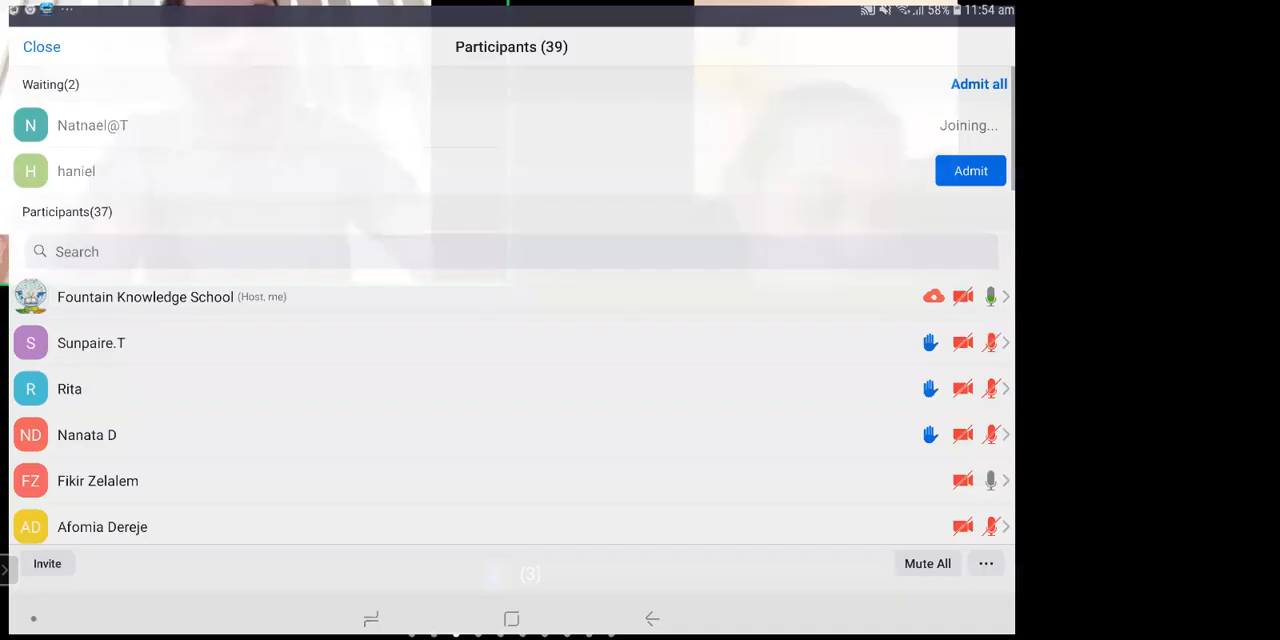 58% 11:54 am
Close
Participants (39)
Waiting(2)
Admit all
N
Natnael@T
Joining...
H
haniel
Admit
Participants(37)
Search
Fountain Knowledge School (Host, me)
S
Sunpaire.T
R
Rita
ND
Nanata D
FZ
Fikir Zelalem
AD
Afomia Dereje
Invite
(3)
Mute All